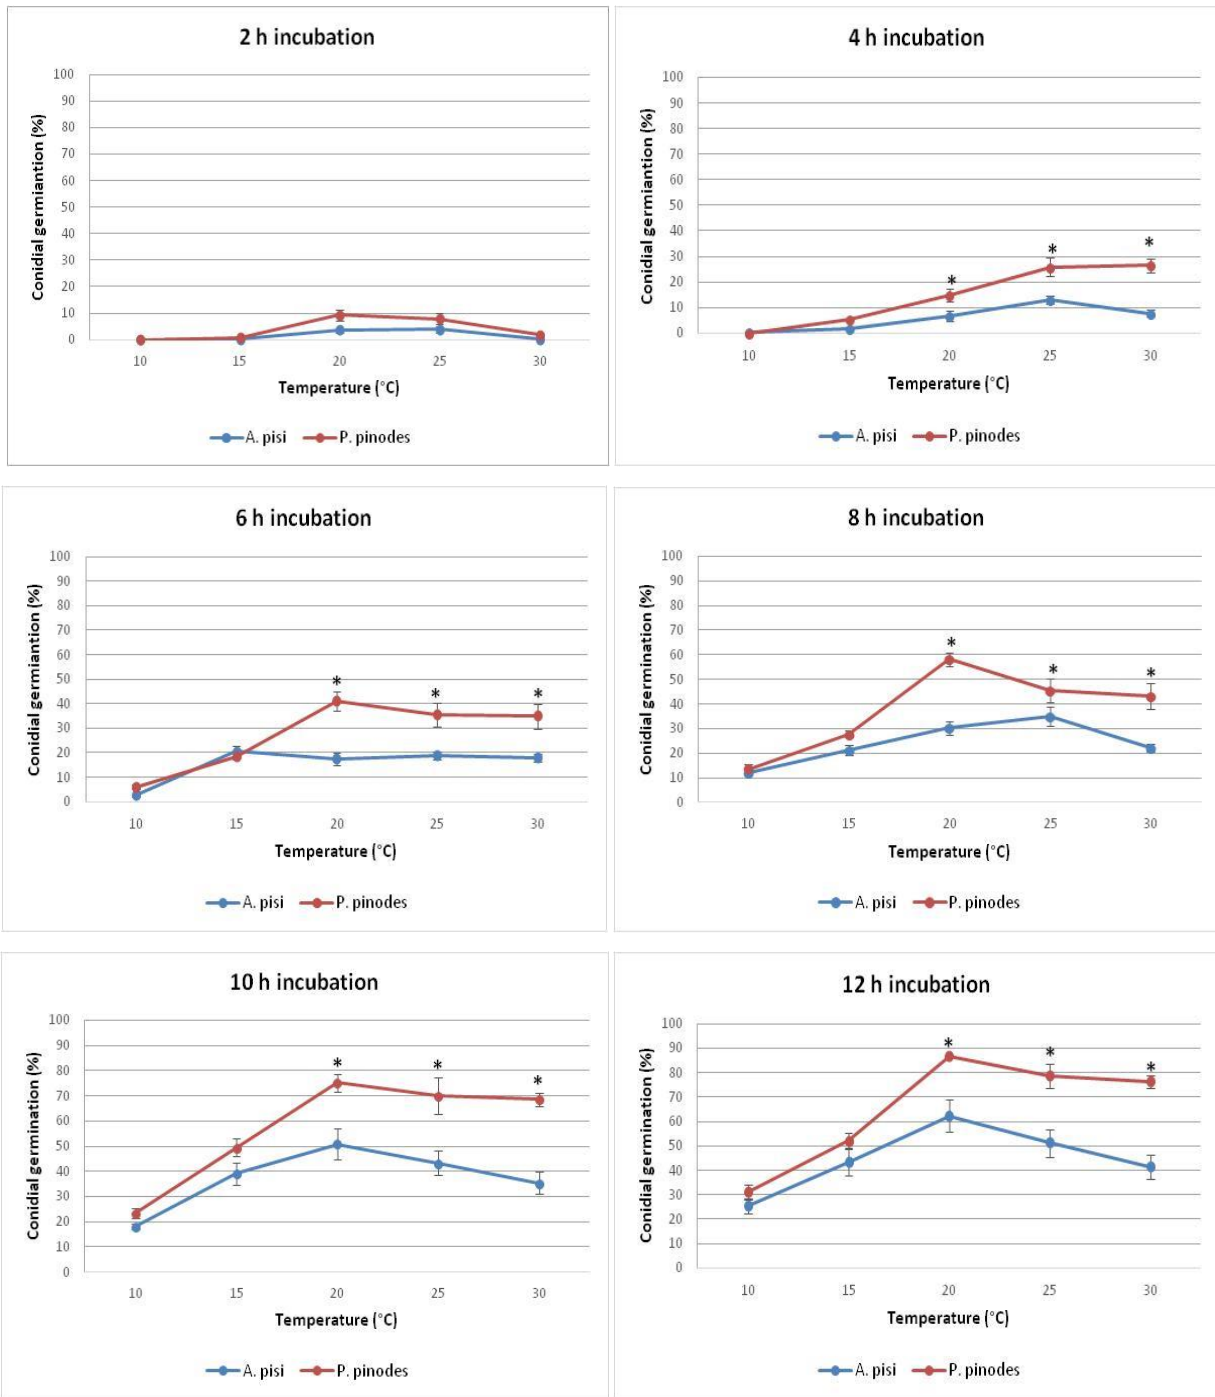 2 h incubation
100
90
80
70
60
50
40
30
20
10
0
Conidial germiantion (%)
10 15 20 25 30
Temperature (°C)
A. pisi P. pinodes
4 h incubation
100
90
80
70
60
50
40
30
20
10
0
Conidial germiantion (%)
* * *
10 15 20 25 30
Temperature (°C)
A. pisi P. pinodes
6 h incubation
100
90
80
70
60
50
40
30
20
10
0
Conidial germiantion (%)
* * *
10 15 20 25 30
Temperature (°C)
A. pisi P. pinodes
8 h incubation
100
90
80
70
60
50
40
30
20
10
0
Conidial germination (%)
* * *
10 15 20 25 30
Temperature (°C)
A. pisi P. pinodes
10 h incubation
100
90
80
70
60
50
40
30
20
10
0
Conidial germination (%)
* * *
10 15 20 25 30
Temperature (°C)
A. pisi P. pinodes
12 h incubation
100
90
80
70
60
50
40
30
20
10
0
Conidial germination (%)
* * *
10 15 20 25 30
Temperature (°C)
A. pisi P. pinodes